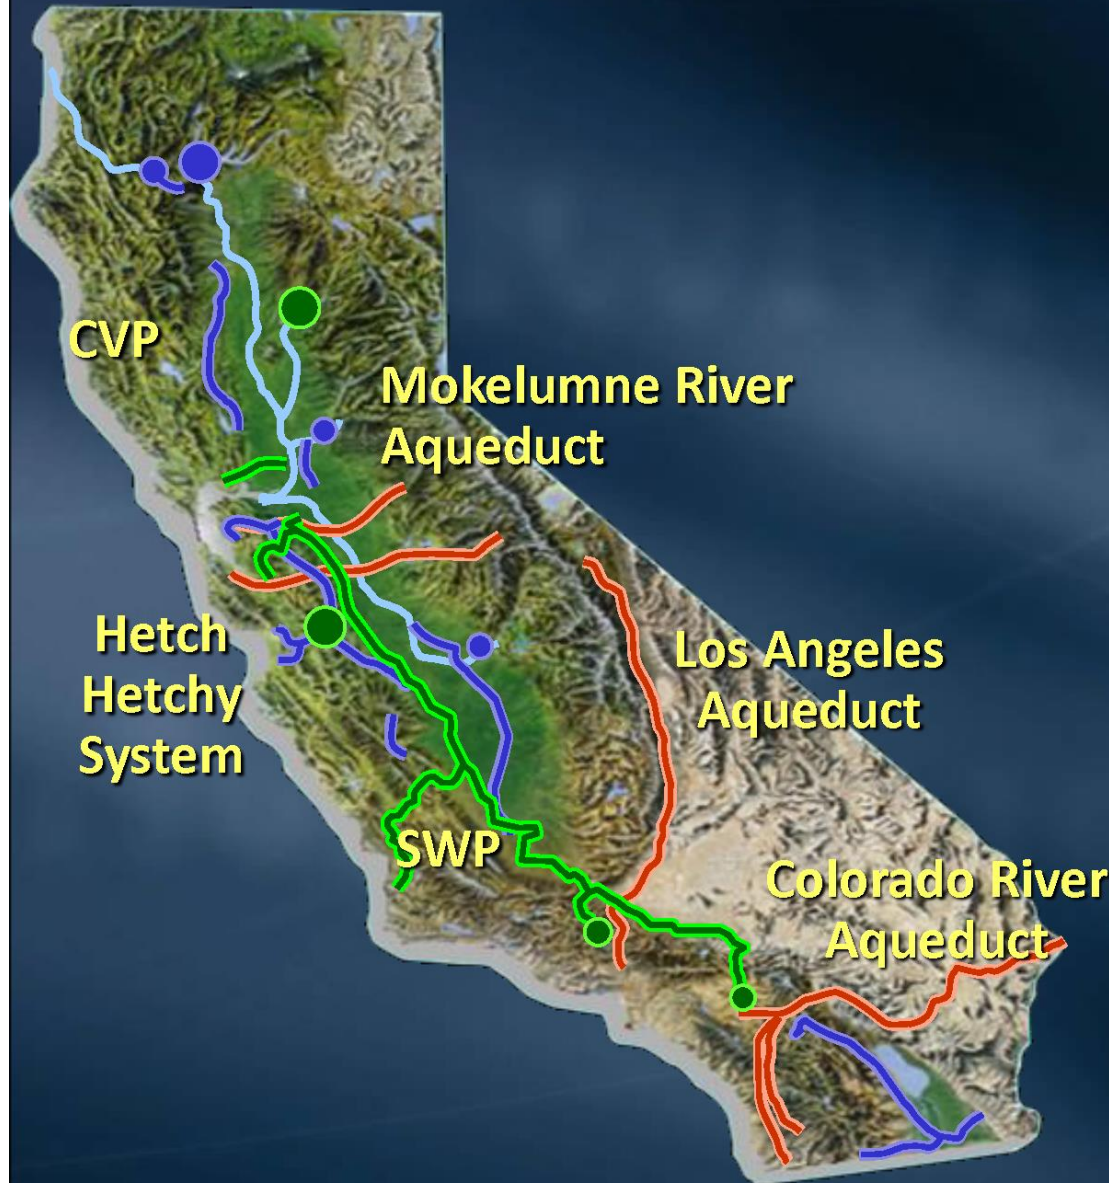 CVP
Mokelumne River
Aqueduct
Hetch
Hetchy
System
Los Angeles
Aqueduct
SWP
Colorado River
Aqueduct